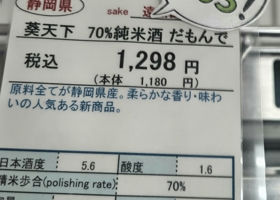 静岡県 sake 遠
葵天下 70%純米酒 だもんで
税込 1,298 円
(本体 1,180 円)
原料全てが静岡県産。柔らかな香り・味わ
いの人気ある新商品。
日本酒度 5.6 酸度 1.6
精米歩合(polishing rate) 70%